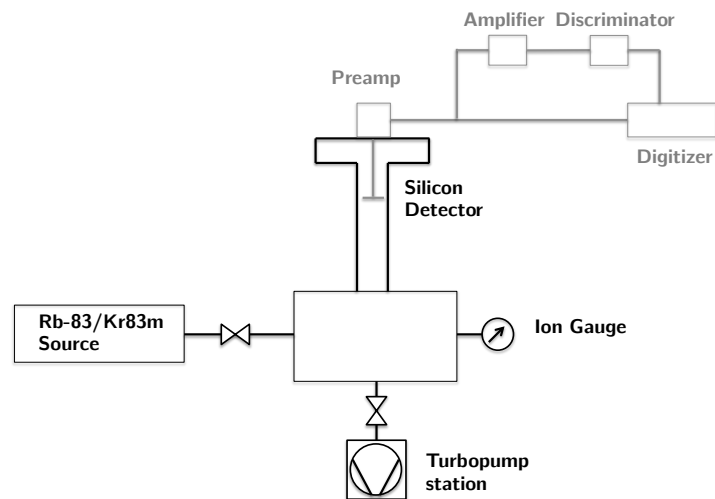 Amplifier Discriminator
Preamp
Digitizer
Silicon
Detector
Rb-83/Kr83m
Source
Ion Gauge
Turbopump
station